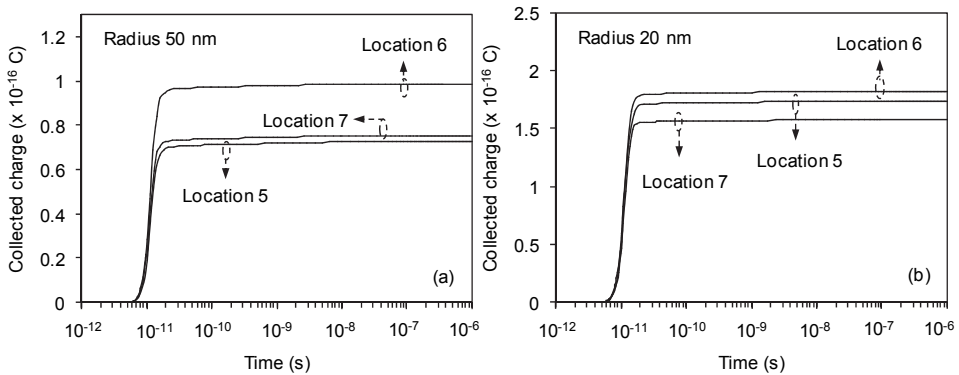 Radius 50 nm
Location 6
Location 7
Location 5
(a)
Collected charge (x 10⁻¹⁶ C)
1.2
1
0.8
0.6
0.4
0.2
0
10⁻¹² 10⁻¹¹ 10⁻¹⁰ 10⁻⁹ 10⁻⁸ 10⁻⁷ 10⁻⁶
Time (s)
Radius 20 nm
Location 6
Location 5
Location 7
(b)
Collected charge (x 10⁻¹⁶ C)
2.5
2
1.5
1
0.5
0
10⁻¹² 10⁻¹¹ 10⁻¹⁰ 10⁻⁹ 10⁻⁸ 10⁻⁷ 10⁻⁶
Time (s)